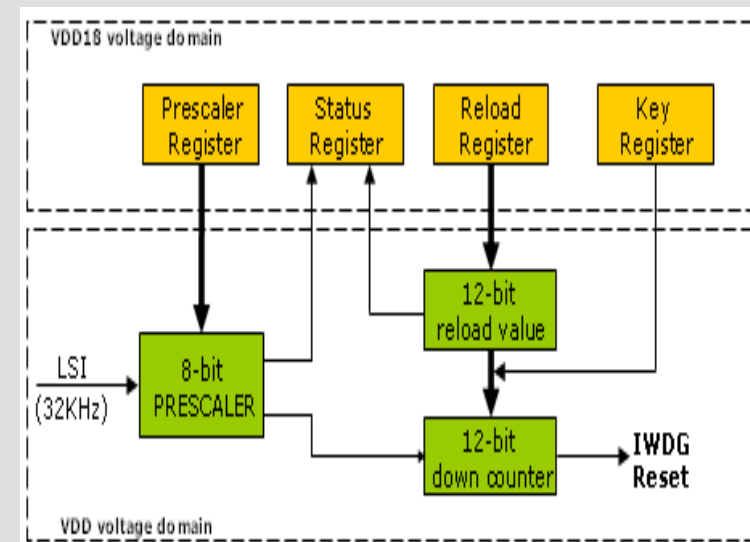 VDD18 voltage domain
Prescaler
Register
Status
Register
Reload
Register
Key
Register
12-bit
reload value
LSI
(32KHz)
8-bit
PRESCALER
12-bit
down counter
IWDG
Reset
VDD voltage domain